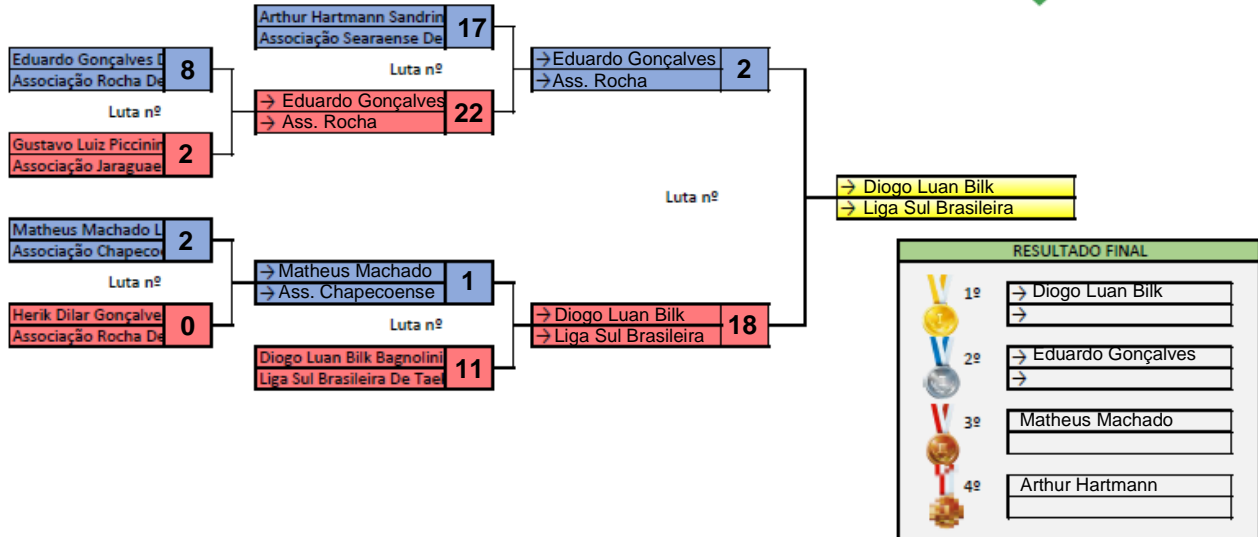 Arthur Hartmann Sandrin
Associação Searaense De
17
Eduardo Gonçalves D
Associação Rocha De
8
Luta nº
→ Eduardo Gonçalves
→ Ass. Rocha
2
Luta nº
→ Eduardo Gonçalves
→ Ass. Rocha
22
Gustavo Luiz Piccinin
Associação Jaraguae
2
Luta nº
→ Diogo Luan Bilk
→ Liga Sul Brasileira
Matheus Machado L
Associação Chapeco
2
Luta nº
→ Matheus Machado
→ Ass. Chapecoense
1
Herik Dilar Gonçalve
Associação Rocha De
0
Luta nº
→ Diogo Luan Bilk
→ Liga Sul Brasileira
18
Diogo Luan Bilk Bagnolini
Liga Sul Brasileira De Tael
11
RESULTADO FINAL
1º → Diogo Luan Bilk
→
2º → Eduardo Gonçalves
→
3º Matheus Machado
4º Arthur Hartmann